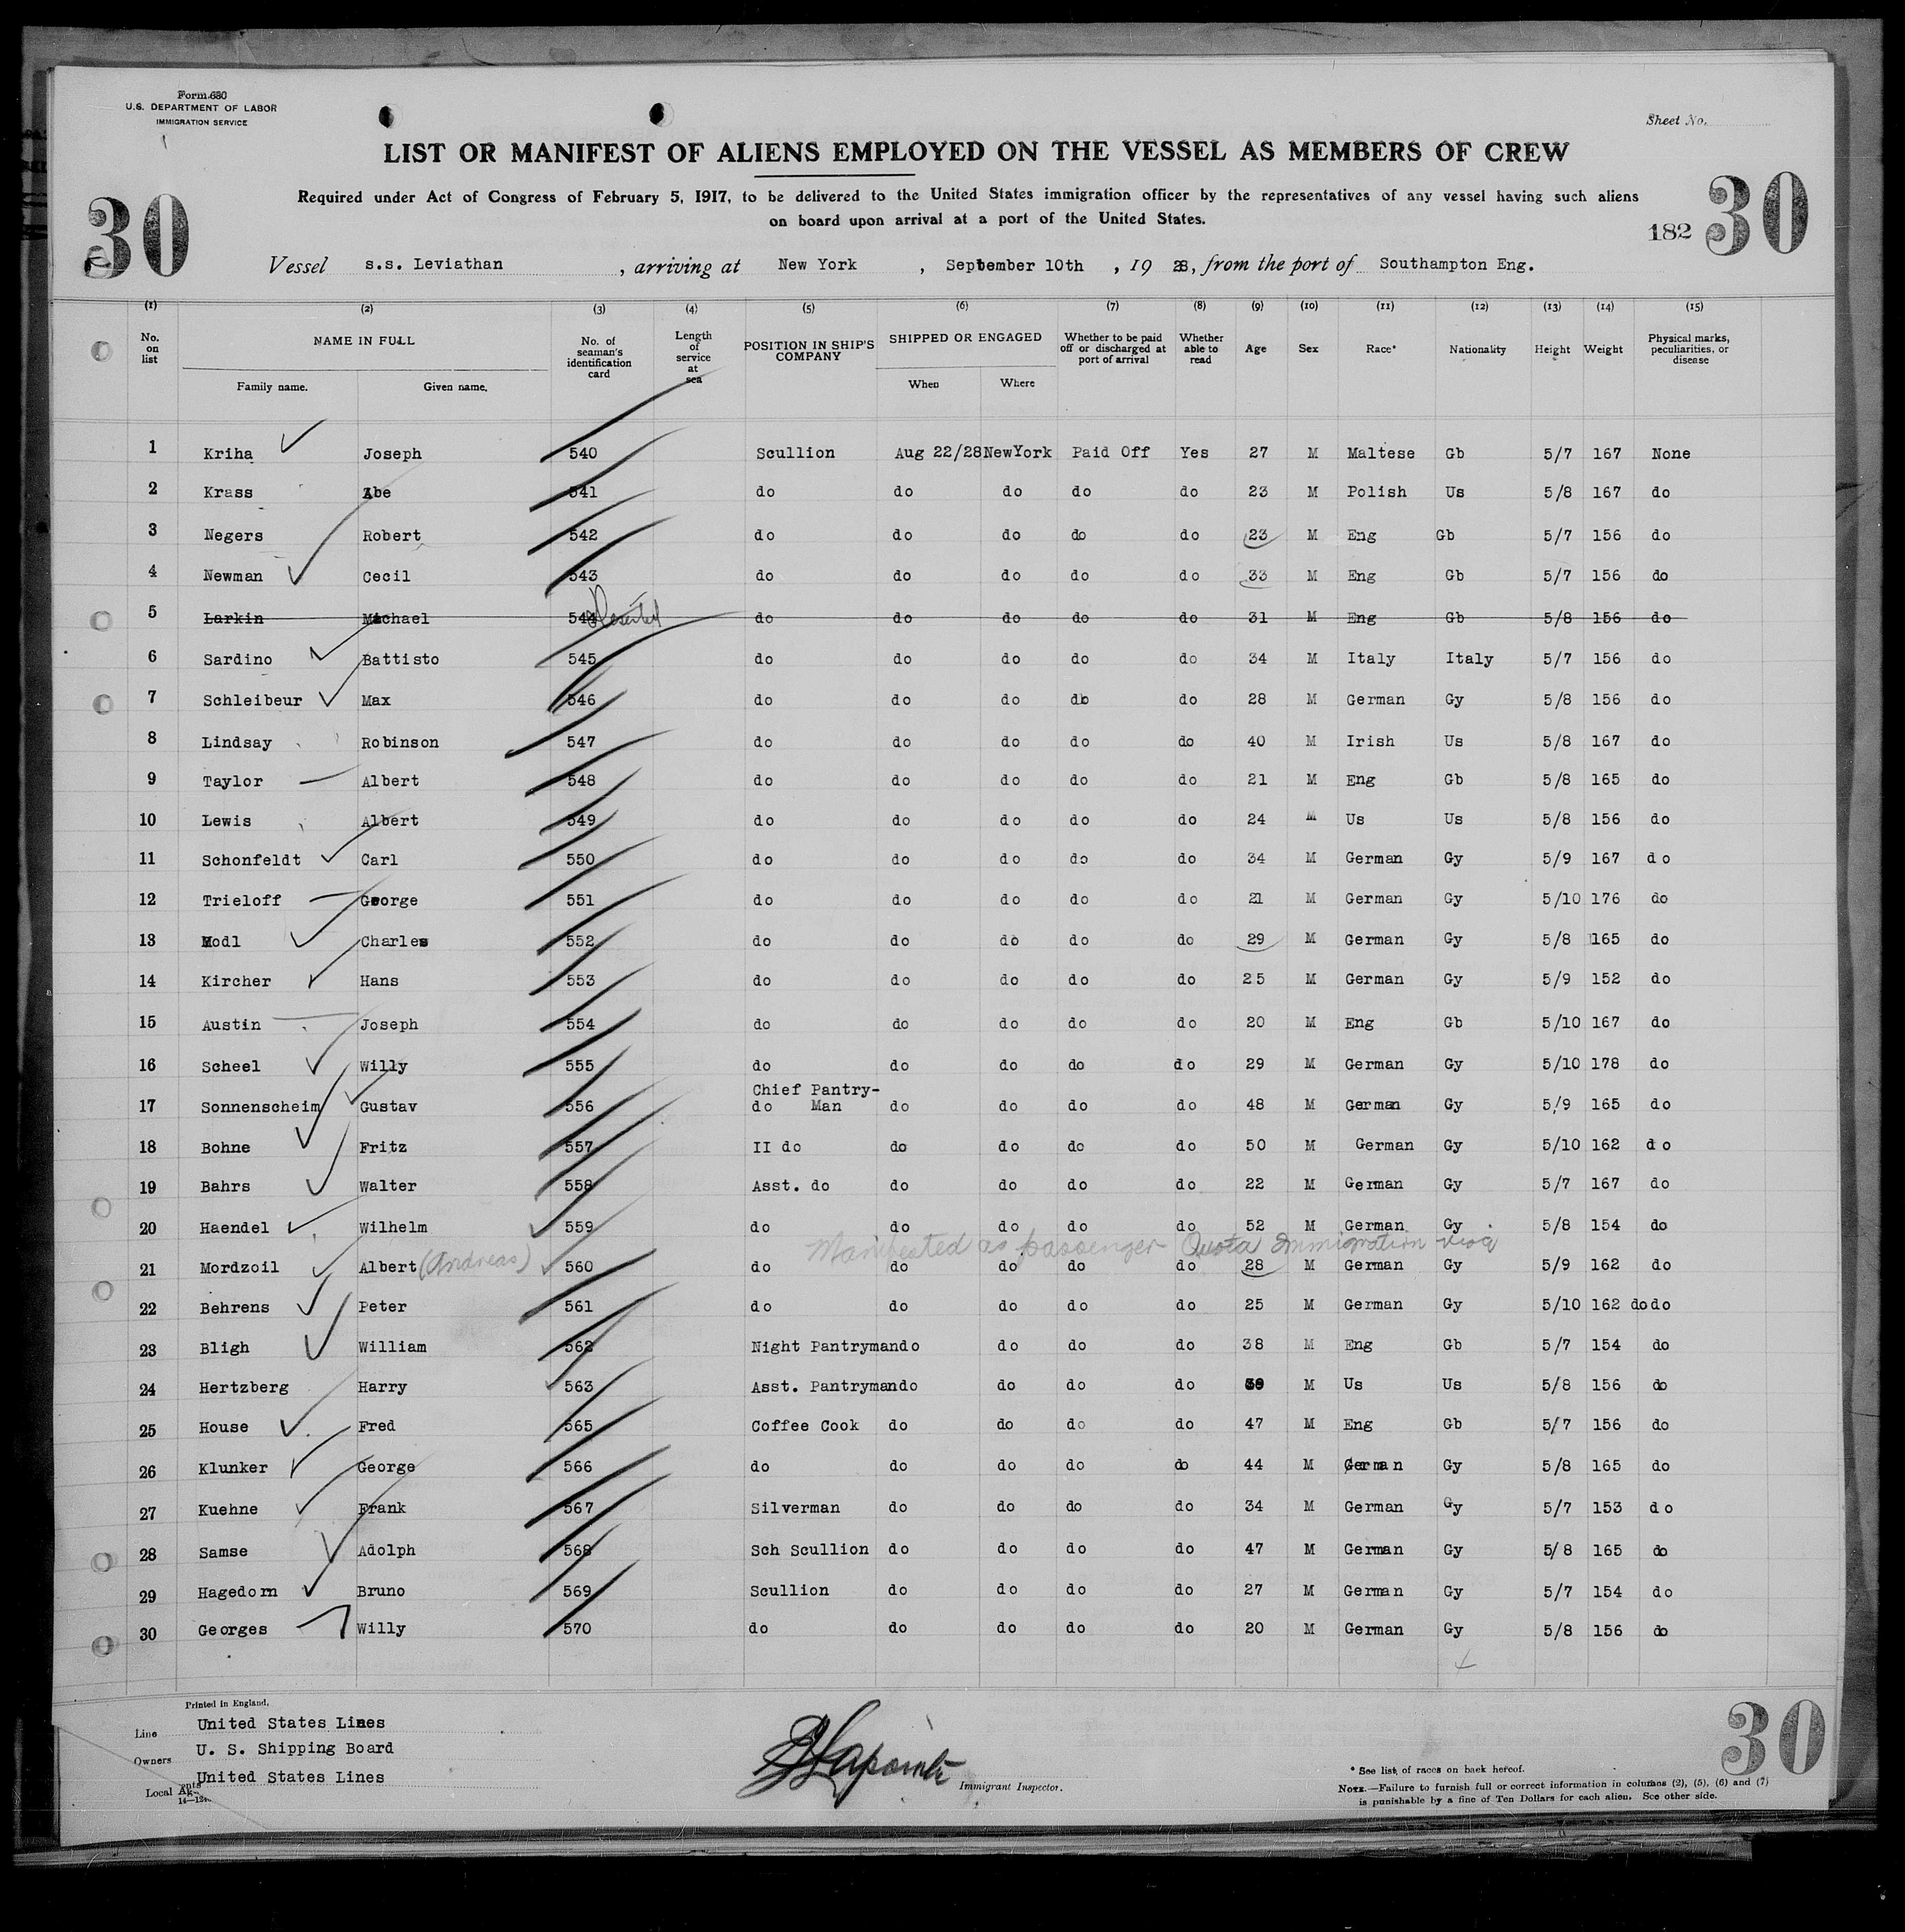 Form 680
U.S. DEPARTMENT OF LABOR
IMMIGRATION SERVICE
Sheet No.
LIST OR MANIFEST OF ALIENS EMPLOYED ON THE VESSEL AS MEMBERS OF CREW
Required under Act of Congress of February 5, 1917, to be delivered to the United States immigration officer by the representatives of any vessel having such aliens
on board upon arrival at a port of the United States.
30 182 30
Vessel s.s. Leviathan , arriving at New York , September 10th , 19 28, from the port of Southampton Eng.
(1) (2) (3) (4) (5) (6) (7) (8) (9) (10) (11) (12) (13) (14) (15)
No. on list NAME IN FULL No. of seaman's identification card Length of service at sea POSITION IN SHIP'S COMPANY SHIPPED OR ENGAGED Whether to be paid off or discharged at port of arrival Whether able to read Age Sex Race* Nationality Height Weight Physical marks, peculiarities, or disease
Family name. Given name. When Where
1 Kriha Joseph 540 Scullion Aug 22/28 NewYork Paid Off Yes 27 M Maltese Gb 5/7 167 None
2 Krass Abe 541 do do do do do 23 M Polish Us 5/8 167 do
3 Negers Robert 542 do do do do do 23 M Eng Gb 5/7 156 do
4 Newman Cecil 543 do do do do do 33 M Eng Gb 5/7 156 do
5 Larkin Michael 544 Deserted do do do do do 31 M Eng Gb 5/8 156 do
6 Sardino Battisto 545 do do do do do 34 M Italy Italy 5/7 156 do
7 Schleibeur Max 546 do do do do do 28 M German Gy 5/8 156 do
8 Lindsay Robinson 547 do do do do do 40 M Irish Us 5/8 167 do
9 Taylor Albert 548 do do do do do 21 M Eng Gb 5/8 165 do
10 Lewis Albert 549 do do do do do 24 M Us Us 5/8 156 do
11 Schonfeldt Carl 550 do do do do do 34 M German Gy 5/9 167 do
12 Trieloff George 551 do do do do do 21 M German Gy 5/10 176 do
13 Modl Charles 552 do do do do do 29 M German Gy 5/8 165 do
14 Kircher Hans 553 do do do do do 25 M German Gy 5/9 152 do
15 Austin Joseph 554 do do do do do 20 M Eng Gb 5/10 167 do
16 Scheel Willy 555 do do do do do 29 M German Gy 5/10 178 do
Chief Pantry-
17 Sonnenscheim Gustav 556 do Man do do do do 48 M German Gy 5/9 165 do
18 Bohne Fritz 557 II do do do do do 50 M German Gy 5/10 162 do
19 Bahrs Walter 558 Asst. do do do do do 22 M German Gy 5/7 167 do
20 Haendel Wilhelm 559 do do do do do 52 M German Gy 5/8 154 do
Manifested as passenger Quota Immigration visa
21 Mordzoil Albert (Andreas) 560 do do do do do 28 M German Gy 5/9 162 do
22 Behrens Peter 561 do do do do do 25 M German Gy 5/10 162 do do
23 Bligh William 562 Night Pantryman do do do do 38 M Eng Gb 5/7 154 do
24 Hertzberg Harry 563 Asst. Pantryman do do do do M Us Us 5/8 156 do
25 House Fred 565 Coffee Cook do do do do 47 M Eng Gb 5/7 156 do
26 Klunker George 566 do do do do do 44 M German Gy 5/8 165 do
27 Kuehne Frank 567 Silverman do do do do 34 M German Gy 5/7 153 do
28 Samse Adolph 568 Sch Scullion do do do do 47 M German Gy 5/8 165 do
29 Hagedorn Bruno 569 Scullion do do do do 27 M German Gy 5/7 154 do
30 Georges Willy 570 do do do do do 20 M German Gy 5/8 156 do
Printed in England.
Line United States Lines
Owners U. S. Shipping Board
Local Agents United States Lines
Immigrant Inspector.
* See list of races on back hereof.
NOTE.—Failure to furnish full or correct information in columns (2), (5), (6) and (7)
is punishable by a fine of Ten Dollars for each alien. See other side.
30